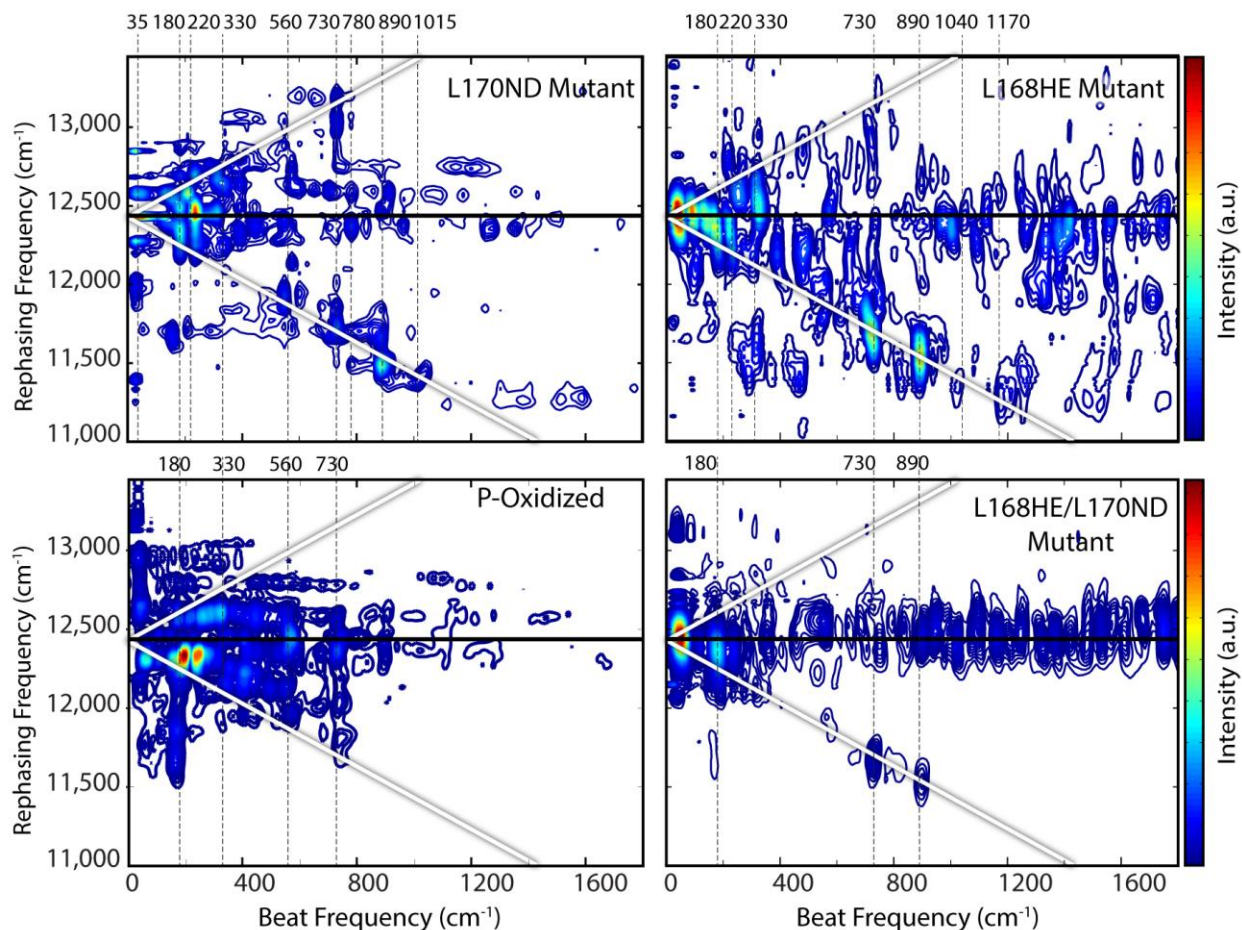 35 180 220 330 560 730 780 890 1015
180 220 330 730 890 1040 1170
L170ND Mutant
L168HE Mutant
13,000
12,500
12,000
11,500
11,000
Rephasing Frequency (cm⁻¹)
Intensity (a.u.)
180 330 560 730
180 730 890
P-Oxidized
L168HE/L170ND
Mutant
13,000
12,500
12,000
11,500
11,000
Rephasing Frequency (cm⁻¹)
Intensity (a.u.)
0 400 800 1200 1600
0 400 800 1200 1600
Beat Frequency (cm⁻¹)
Beat Frequency (cm⁻¹)